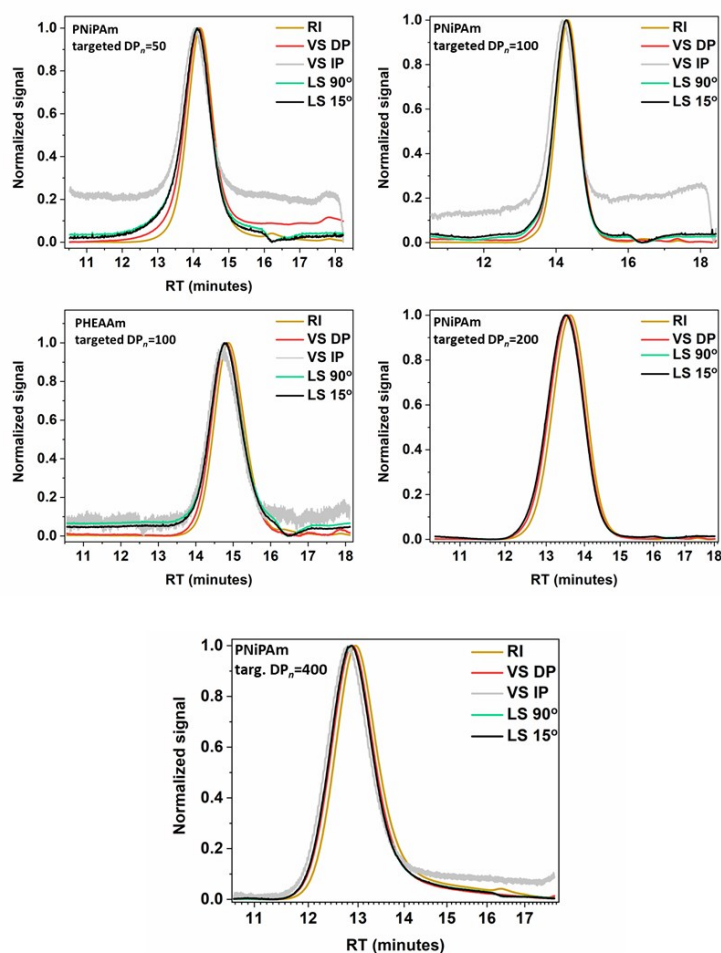 PNiPAm
targeted DPn=50
RI
VS DP
VS IP
LS 90°
LS 15°
1.0
0.8
0.6
0.4
0.2
0.0
Normalized signal
11 12 13 14 15 16 17 18
RT (minutes)
PNiPAm
targeted DPn=100
RI
VS DP
VS IP
LS 90°
LS 15°
1.0
0.8
0.6
0.4
0.2
0.0
Normalized signal
12 14 16 18
RT (minutes)
PHEAAm
targeted DPn=100
RI
VS DP
VS IP
LS 90°
LS 15°
1.0
0.8
0.6
0.4
0.2
0.0
Normalized signal
11 12 13 14 15 16 17 18
RT (minutes)
PNiPAm
targeted DPn=200
RI
VS DP
LS 90°
LS 15°
1.0
0.8
0.6
0.4
0.2
0.0
Normalized signal
11 12 13 14 15 16 17 18
RT (minutes)
PNiPAm
targ. DPn=400
RI
VS DP
VS IP
LS 90°
LS 15°
1.0
0.8
0.6
0.4
0.2
0.0
Normalized signal
11 12 13 14 15 16 17
RT (minutes)